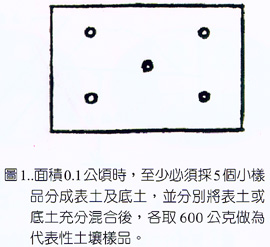 圖1..面積0.1公頃時，至少必須採5個小樣
品分成表土及底土，並分別將表土或
底土充分混合後，各取600公克做為
代表性土壤樣品。